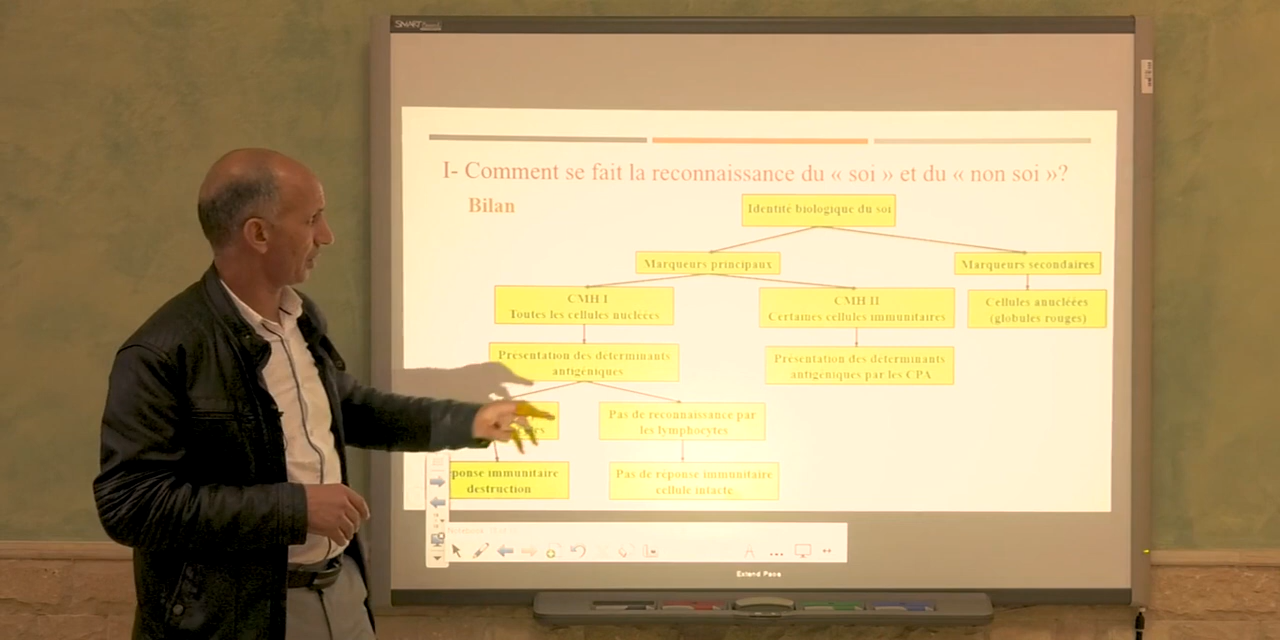 SMART
I- Comment se fait la reconnaissance du « soi » et du « non soi »?
Bilan
Identité biologique du soi
Marqueurs principaux
Marqueurs secondaires
CMH I
Toutes les cellules nucléées
CMH II
Certaines cellules immunitaires
Cellules anucléées
(globules rouges)
Présentation des déterminants
antigéniques
Présentation des déterminants
antigéniques par les CPA
Pas de reconnaissance par
les lymphocytes
ponse immunitaire
destruction
Pas de réponse immunitaire
cellule intacte
Extend Page